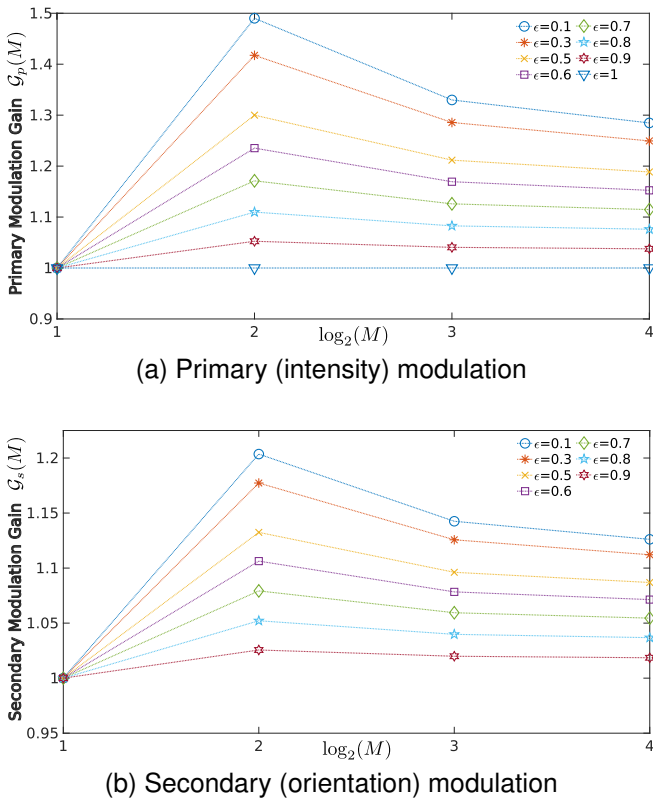 Primary Modulation Gain 𝒢ₚ(M)
1.5
1.4
1.3
1.2
1.1
1
0.9
ϵ=0.1 ϵ=0.7
ϵ=0.3 ϵ=0.8
ϵ=0.5 ϵ=0.9
ϵ=0.6 ϵ=1
1 2 3 4
log₂(M)
(a) Primary (intensity) modulation
Secondary Modulation Gain 𝒢ₛ(M)
1.2
1.15
1.1
1.05
1
0.95
ϵ=0.1 ϵ=0.7
ϵ=0.3 ϵ=0.8
ϵ=0.5 ϵ=0.9
ϵ=0.6
1 2 3 4
log₂(M)
(b) Secondary (orientation) modulation